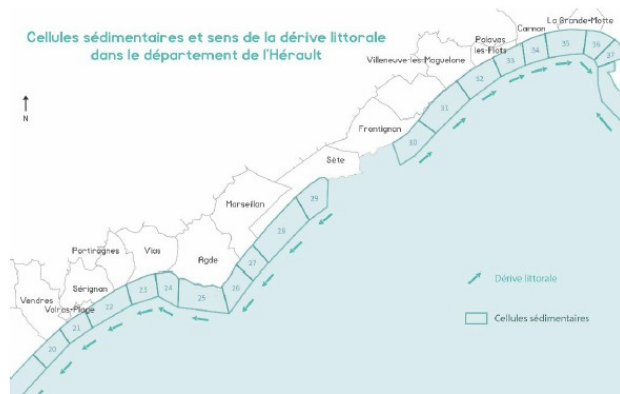 Cellules sédimentaires et sens de la dérive littorale
dans le département de l'Hérault
La Grande-Motte
Carnon
Palavas
les-Flots
Villeneuve-les-Maguelone
Frontignan
Sète
Marseillan
Agde
Vias
Portiragnes
Sérignan
Valras-Plage
Vendres
N
37
36
35
34
33
32
31
30
29
28
27
26
25
24
23
22
21
20
Dérive littorale
Cellules sédimentaires